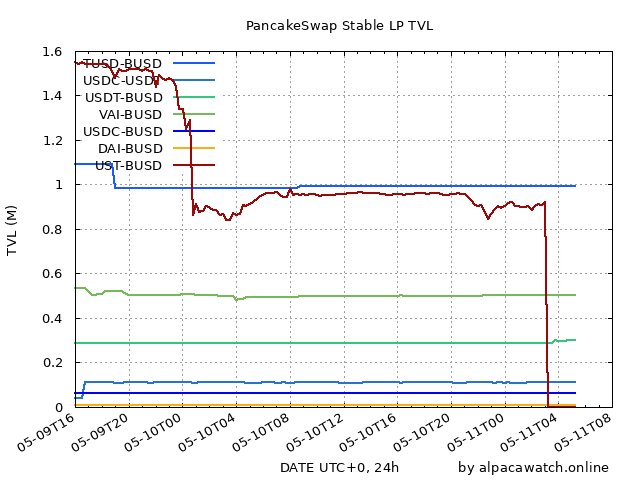 PancakeSwap Stable LP TVL
TUSD-BUSD
USDC-USDT
USDT-BUSD
VAI-BUSD
USDC-BUSD
DAI-BUSD
UST-BUSD
1.6
1.4
1.2
1
0.8
0.6
0.4
0.2
0
TVL (M)
05-09T16
05-09T20
05-10T00
05-10T04
05-10T08
05-10T12
05-10T16
05-10T20
05-11T00
05-11T04
05-11T08
DATE UTC+0, 24h
by alpacawatch.online